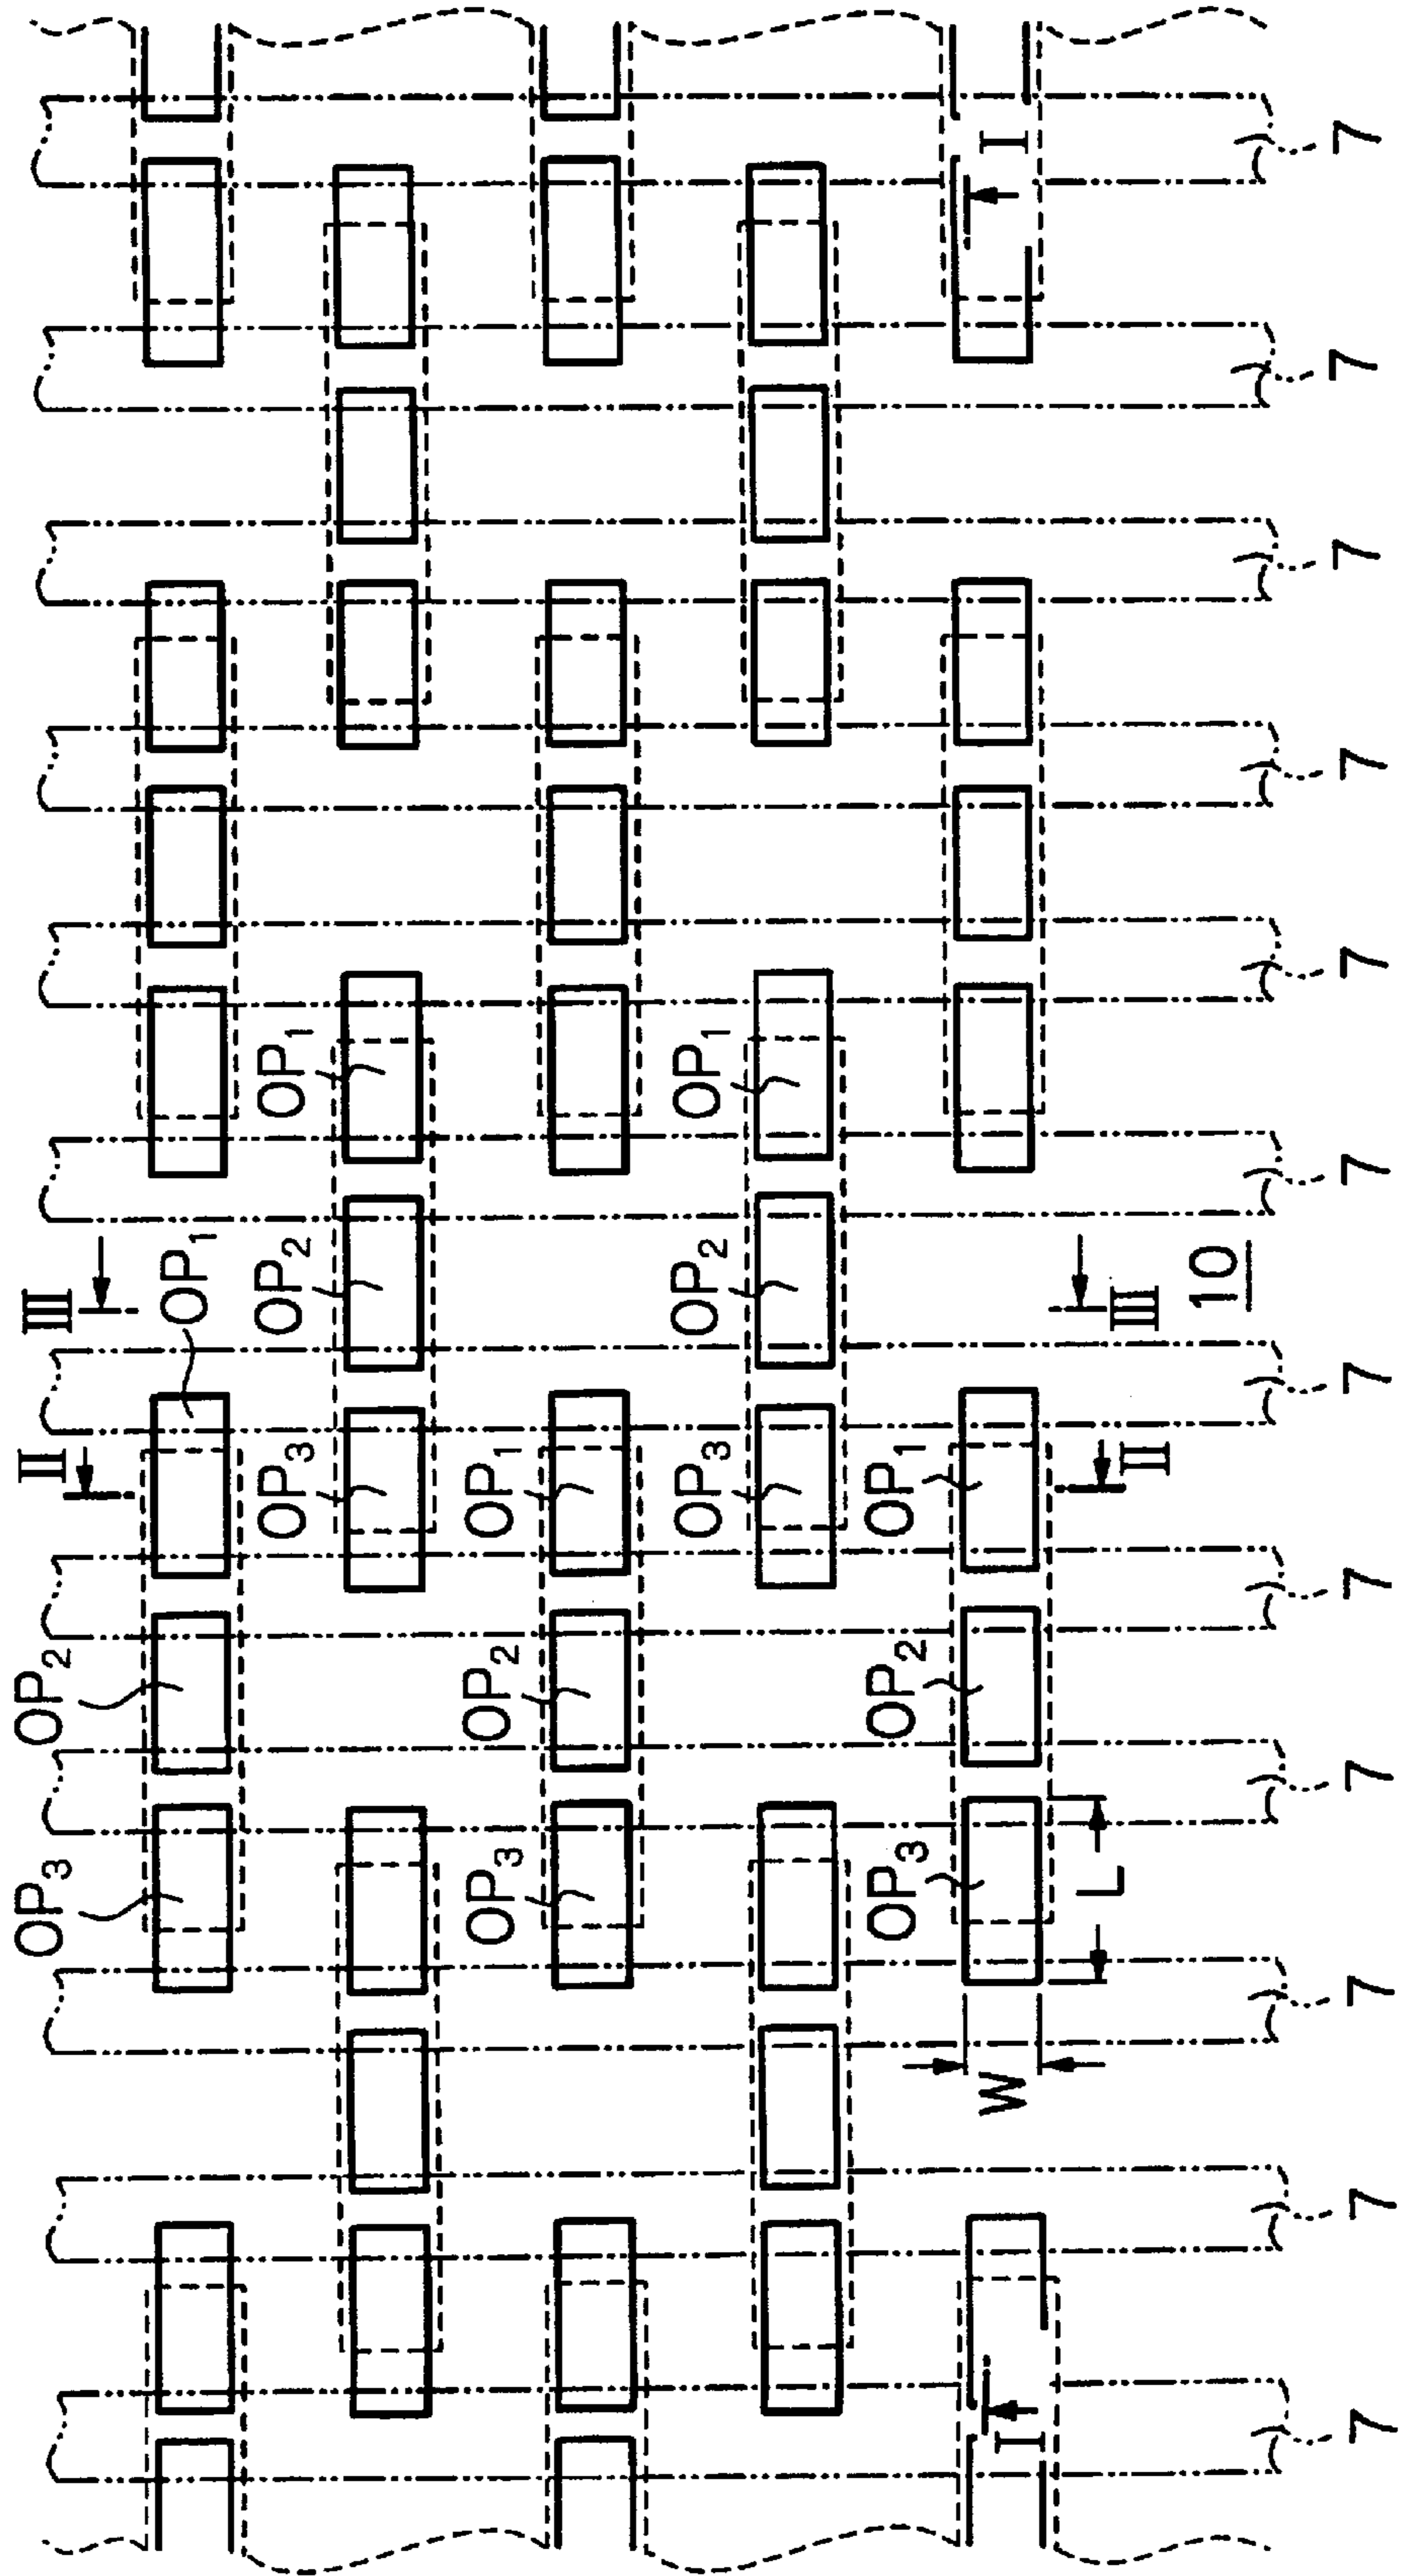 OP3 OP2 II III
OP1
OP3 OP2 OP1
OP3 OP2 OP1
OP3 OP2 OP1
OP3 OP2 OP1
I W I
L
II III
10
7 7 7 7 7 7 7 7 7 7 7 7